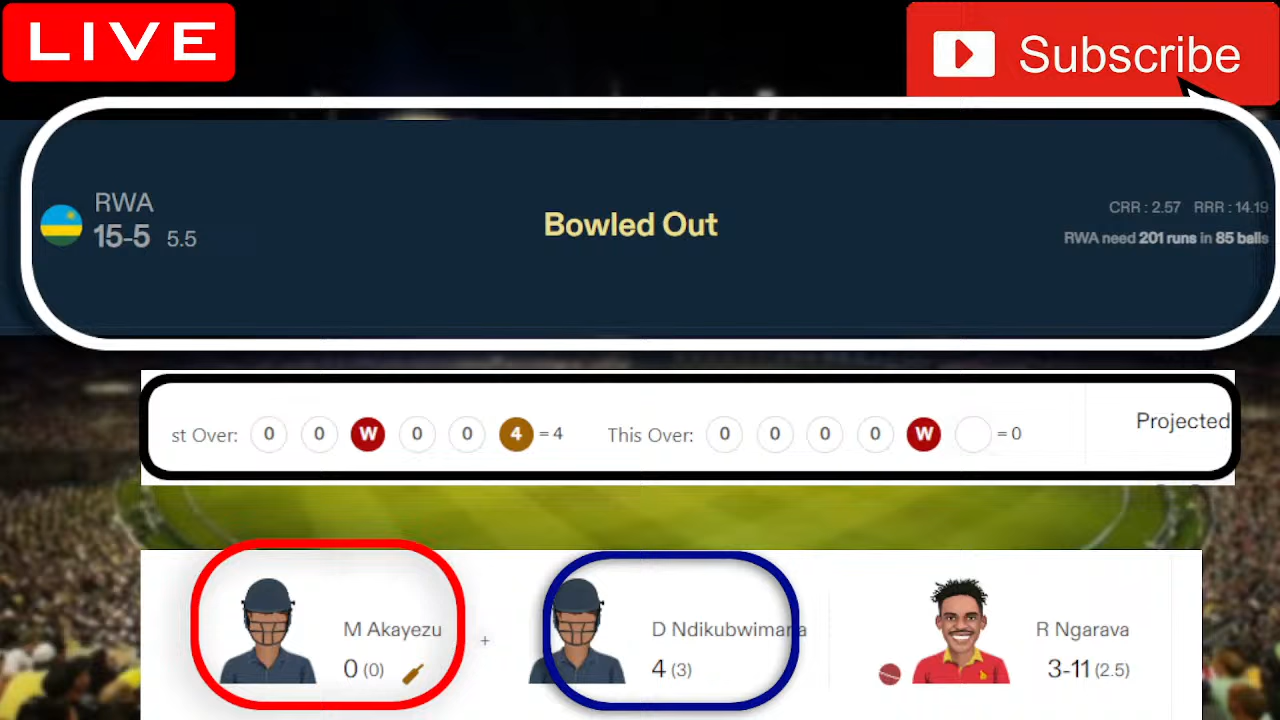 LIVE
Subscribe
RWA
15-5 5.5
Bowled Out
CRR : 2.57 RRR : 14.19
RWA need 201 runs in 85 balls
st Over: 0 0 W 0 0 4 = 4 This Over: 0 0 0 0 W = 0
Projected
M Akayezu
0 (0)
+
D Ndikubwimana
4 (3)
R Ngarava
3-11 (2.5)